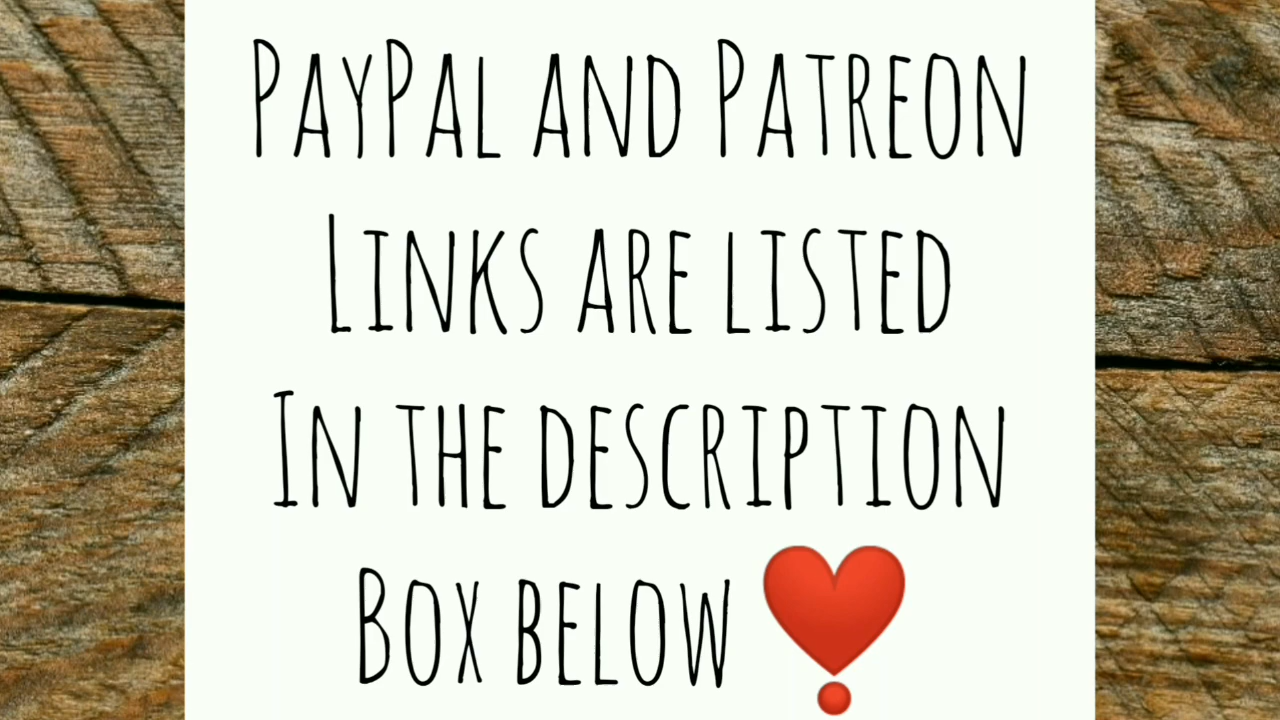 PayPal and Patreon
Links are listed
In the description
Box below ❣